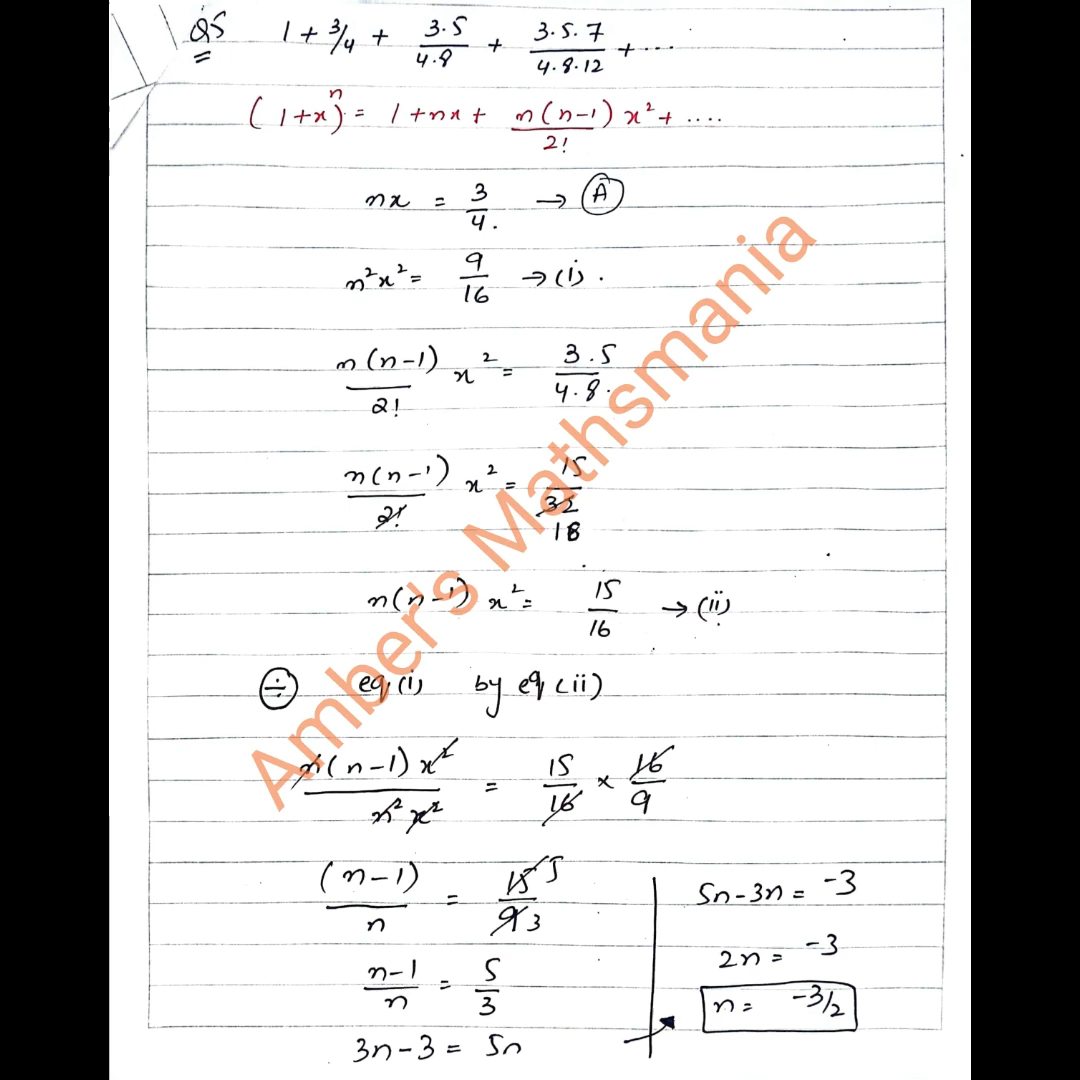 Q5 1 + 3/4 + 3·5/4·8 + 3·5·7/4·8·12 + ....
(1+x)^n = 1 + nx + n(n-1)/2! x² + ....
nx = 3/4. → (A)
n²x² = 9/16 → (i).
n(n-1)/2! x² = 3·5/4·8.
n(n-1)/2! x² = 15/32 18
n(n-1) x² = 15/16 → (ii)
÷ eq(i) by eq(ii)
n(n-1)x²/n²x² = 15/16 × 16/9
(n-1)/n = 15 5/9 3
n-1/n = 5/3
3n-3 = 5n
5n-3n = -3
2n = -3
n = -3/2
Amber's Mathsmania